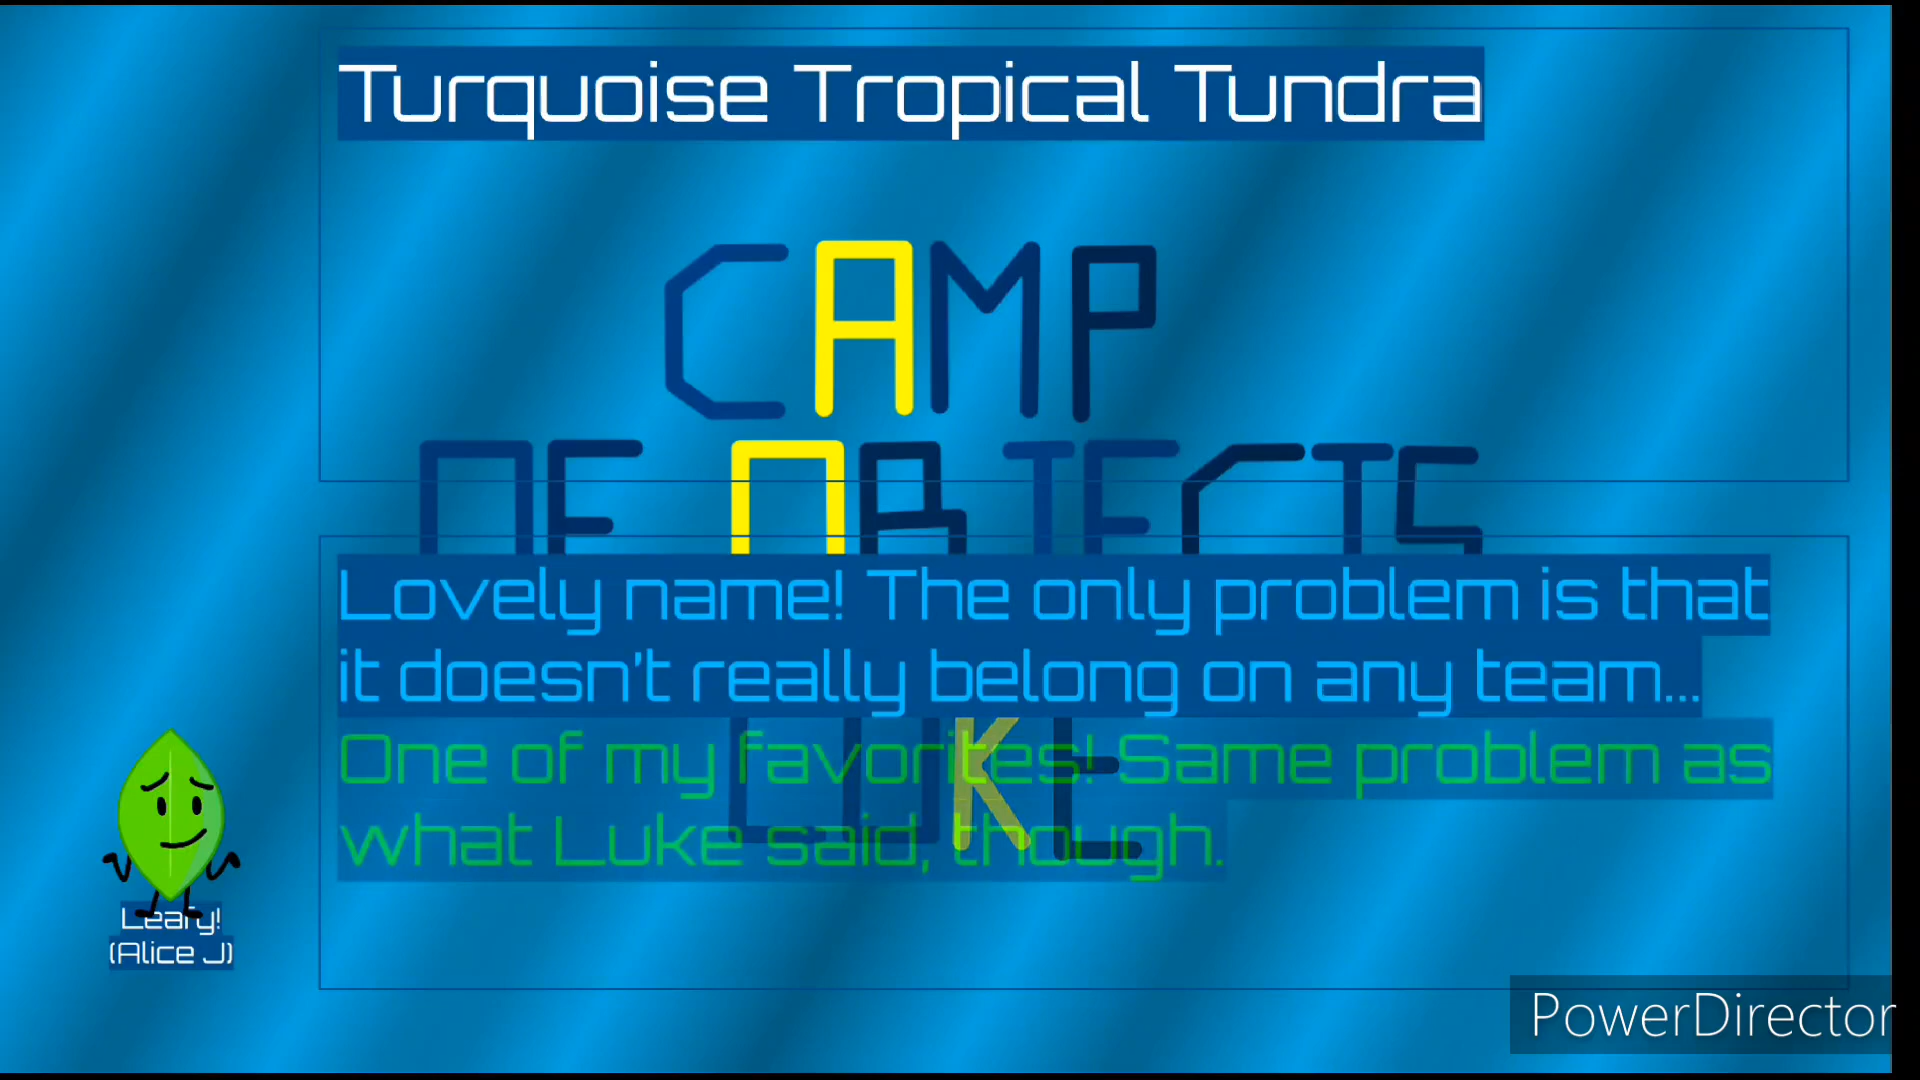 Turquoise Tropical Tundra
CAMP
OF OBJECTS
Lovely name! The only problem is that
it doesn't really belong on any team...
One of my favorites! Same problem as
what Luke said, though.
LUKE
Leafy!
(Alice J)
PowerDirector